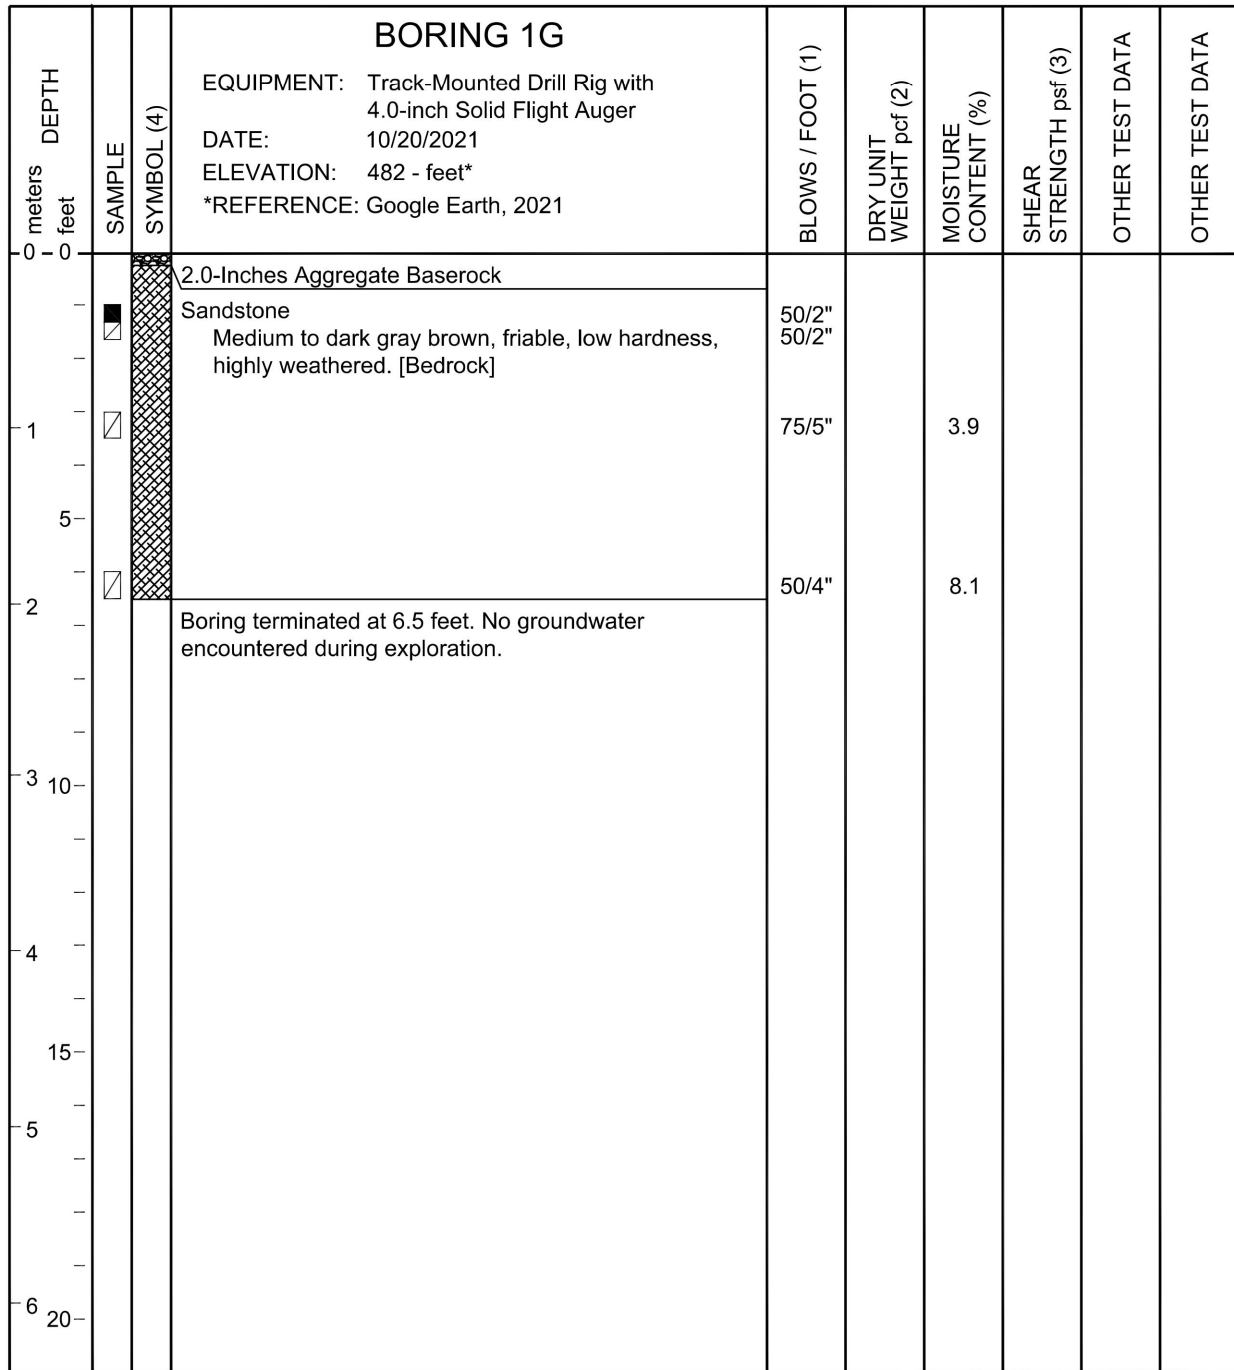 BORING 1G
EQUIPMENT: Track-Mounted Drill Rig with
4.0-inch Solid Flight Auger
DATE: 10/20/2021
ELEVATION: 482 - feet*
*REFERENCE: Google Earth, 2021
DEPTH
meters
feet
SAMPLE
SYMBOL (4)
BLOWS / FOOT (1)
DRY UNIT
WEIGHT pcf (2)
MOISTURE
CONTENT (%)
SHEAR
STRENGTH psf (3)
OTHER TEST DATA
OTHER TEST DATA
0 - 0
2.0-Inches Aggregate Baserock
Sandstone 50/2"
Medium to dark gray brown, friable, low hardness, 50/2"
highly weathered. [Bedrock]
1 75/5" 3.9
5
50/4" 8.1
2
Boring terminated at 6.5 feet. No groundwater
encountered during exploration.
3 10
4
15
5
6 20